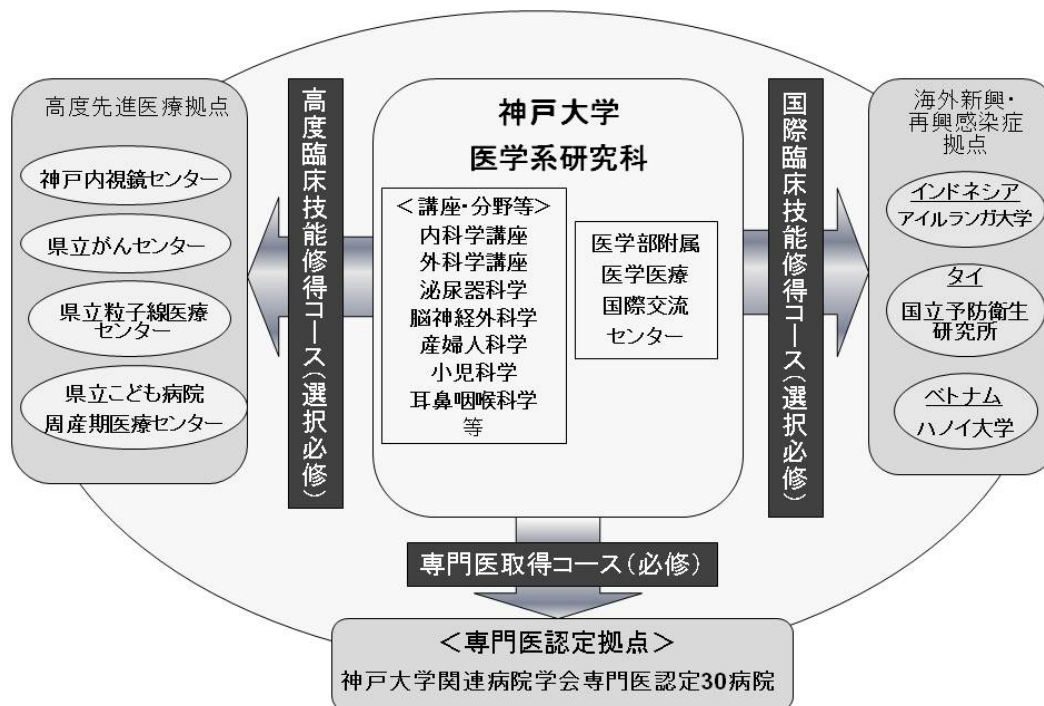 高度先進医療拠点
神戸内視鏡センター
県立がんセンター
県立粒子線医療
センター
県立こども病院
周産期医療センター
高度臨床技能修得コース(選択必修)
神戸大学
医学系研究科
<講座・分野等>
内科学講座
外科学講座
泌尿器科学
脳神経外科学
産婦人科学
小児科学
耳鼻咽喉科学
等
医学部附属
医学医療
国際交流
センター
国際臨床技能修得コース(選択必修)
海外新興・
再興感染症
拠点
インドネシア
アイルランガ大学
タイ
国立予防衛生
研究所
ベトナム
ハノイ大学
専門医取得コース(必修)
<専門医認定拠点>
神戸大学関連病院学会専門医認定30病院